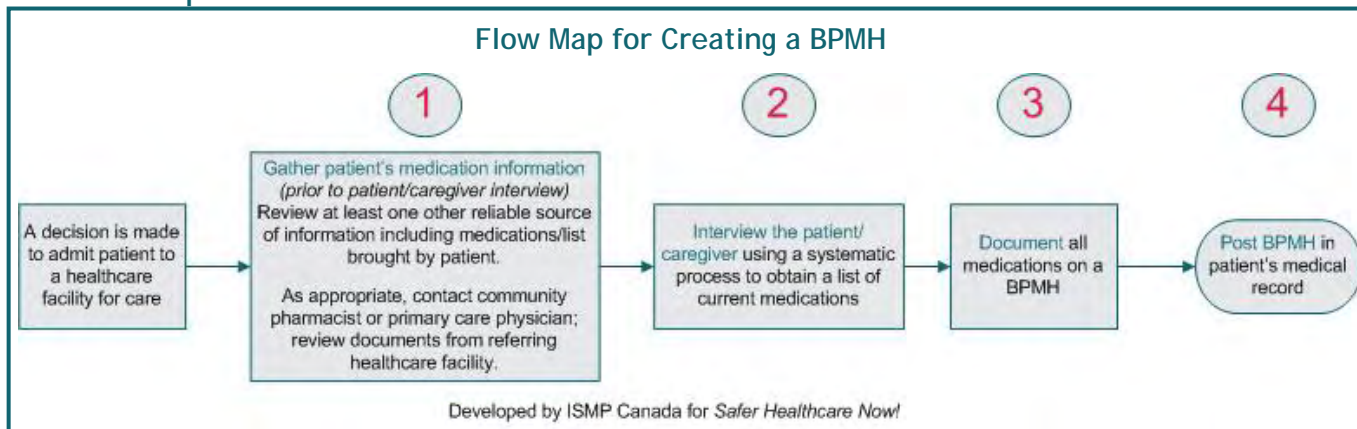 Flow Map for Creating a BPMH
1
2
3
4
A decision is made
to admit patient to
a healthcare
facility for care
Gather patient's medication information
(prior to patient/caregiver interview)
Review at least one other reliable source
of information including medications/list
brought by patient.
As appropriate, contact community
pharmacist or primary care physician;
review documents from referring
healthcare facility.
Interview the patient/
caregiver using a systematic
process to obtain a list of
current medications
Document all
medications on a
BPMH
Post BPMH in
patient's medical
record
Developed by ISMP Canada for Safer Healthcare Now!